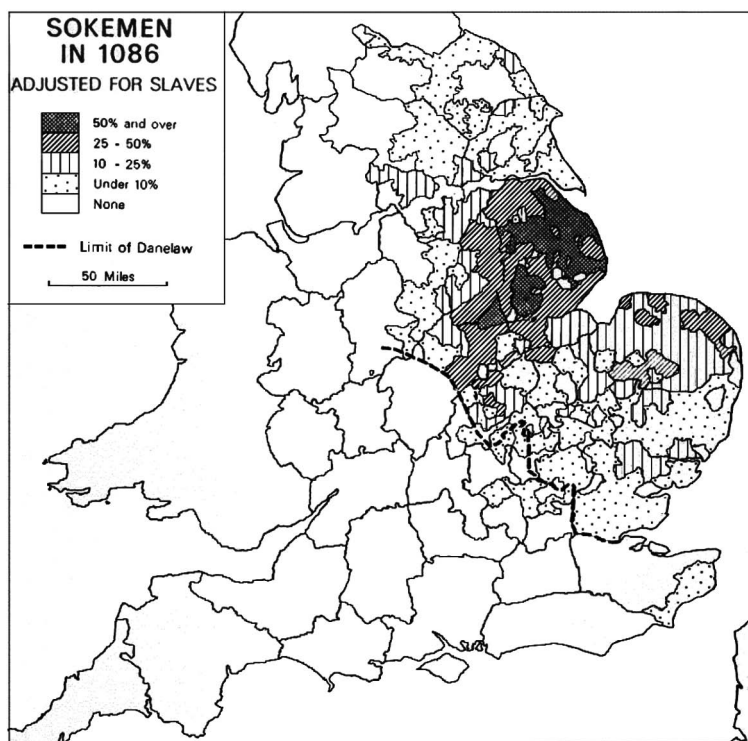 SOKEMEN
IN 1086
ADJUSTED FOR SLAVES
50% and over
25 - 50%
10 - 25%
Under 10%
None
Limit of Danelaw
50 Miles